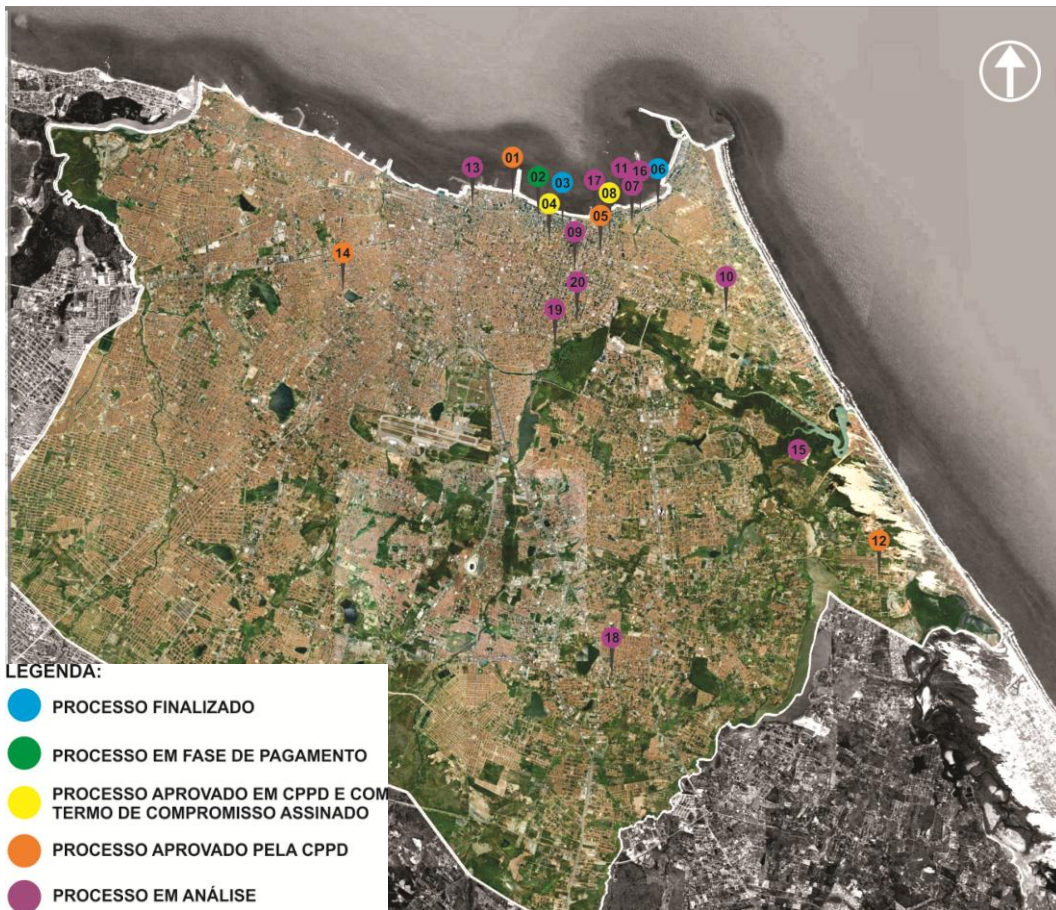 01
13
02
03
17
11
16
06
08
07
04
05
09
14
20
10
19
15
12
18
LEGENDA:
PROCESSO FINALIZADO
PROCESSO EM FASE DE PAGAMENTO
PROCESSO APROVADO EM CPPD E COM
TERMO DE COMPROMISSO ASSINADO
PROCESSO APROVADO PELA CPPD
PROCESSO EM ANÁLISE